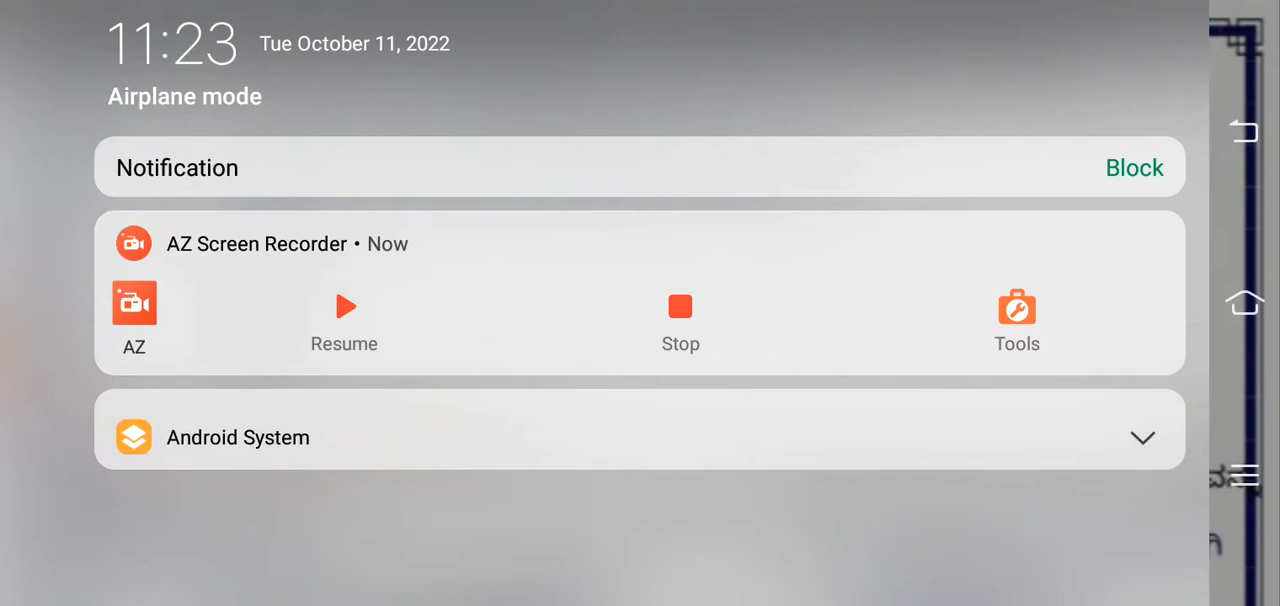 11:23 Tue October 11, 2022
Airplane mode
Notification Block
AZ Screen Recorder • Now
AZ Resume Stop Tools
Android System